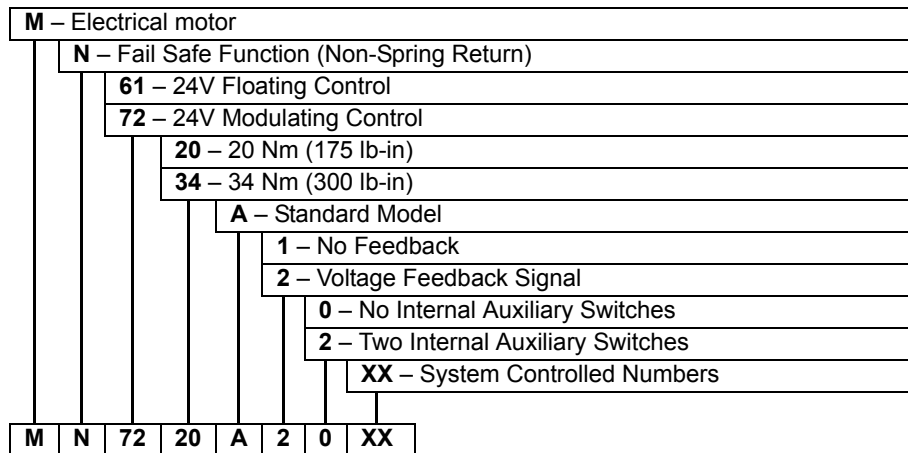 M – Electrical motor
N – Fail Safe Function (Non-Spring Return)
61 – 24V Floating Control
72 – 24V Modulating Control
20 – 20 Nm (175 lb-in)
34 – 34 Nm (300 lb-in)
A – Standard Model
1 – No Feedback
2 – Voltage Feedback Signal
0 – No Internal Auxiliary Switches
2 – Two Internal Auxiliary Switches
XX – System Controlled Numbers
M N 72 20 A 2 0 XX